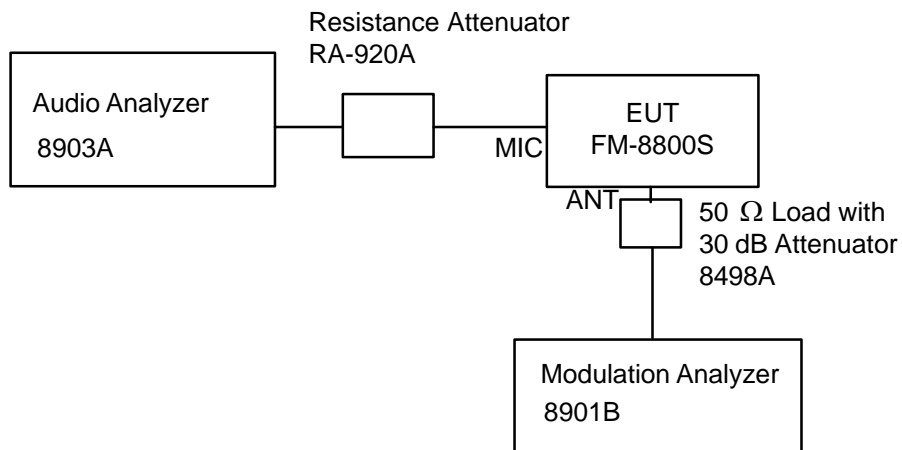 Resistance Attenuator
RA-920A
Audio Analyzer
8903A
EUT
FM-8800S
MIC
ANT
50 Ω Load with
30 dB Attenuator
8498A
Modulation Analyzer
8901B